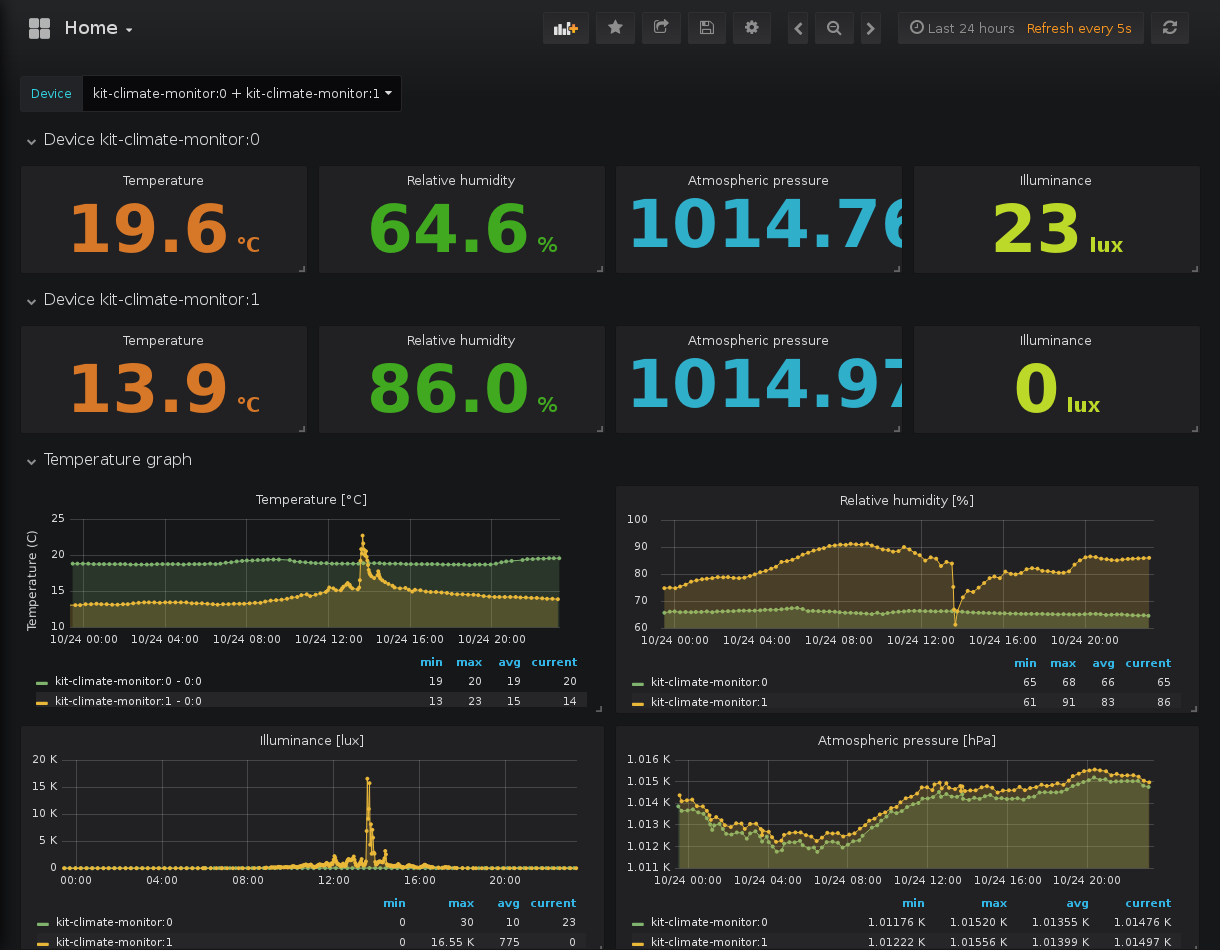 Home
Last 24 hours Refresh every 5s
Device kit-climate-monitor:0 + kit-climate-monitor:1
Device kit-climate-monitor:0
Temperature Relative humidity Atmospheric pressure Illuminance
19.6 °C 64.6 % 1014.76 23 lux
Device kit-climate-monitor:1
Temperature Relative humidity Atmospheric pressure Illuminance
13.9 °C 86.0 % 1014.97 0 lux
Temperature graph
Temperature [°C]
Temperature (C)
25
20
15
10
10/24 00:00 10/24 04:00 10/24 08:00 10/24 12:00 10/24 16:00 10/24 20:00
min max avg current
kit-climate-monitor:0 - 0:0 19 20 19 20
kit-climate-monitor:1 - 0:0 13 23 15 14
Relative humidity [%]
100
90
80
70
60
10/24 00:00 10/24 04:00 10/24 08:00 10/24 12:00 10/24 16:00 10/24 20:00
min max avg current
kit-climate-monitor:0 65 68 66 65
kit-climate-monitor:1 61 91 83 86
Illuminance [lux]
20 K
15 K
10 K
5 K
0
00:00 04:00 08:00 12:00 16:00 20:00
min max avg current
kit-climate-monitor:0 0 30 10 23
kit-climate-monitor:1 0 16.55 K 775 0
Atmospheric pressure [hPa]
1.016 K
1.015 K
1.014 K
1.013 K
1.012 K
1.011 K
10/24 00:00 10/24 04:00 10/24 08:00 10/24 12:00 10/24 16:00 10/24 20:00
min max avg current
kit-climate-monitor:0 1.01176 K 1.01520 K 1.01355 K 1.01476 K
kit-climate-monitor:1 1.01222 K 1.01556 K 1.01399 K 1.01497 K